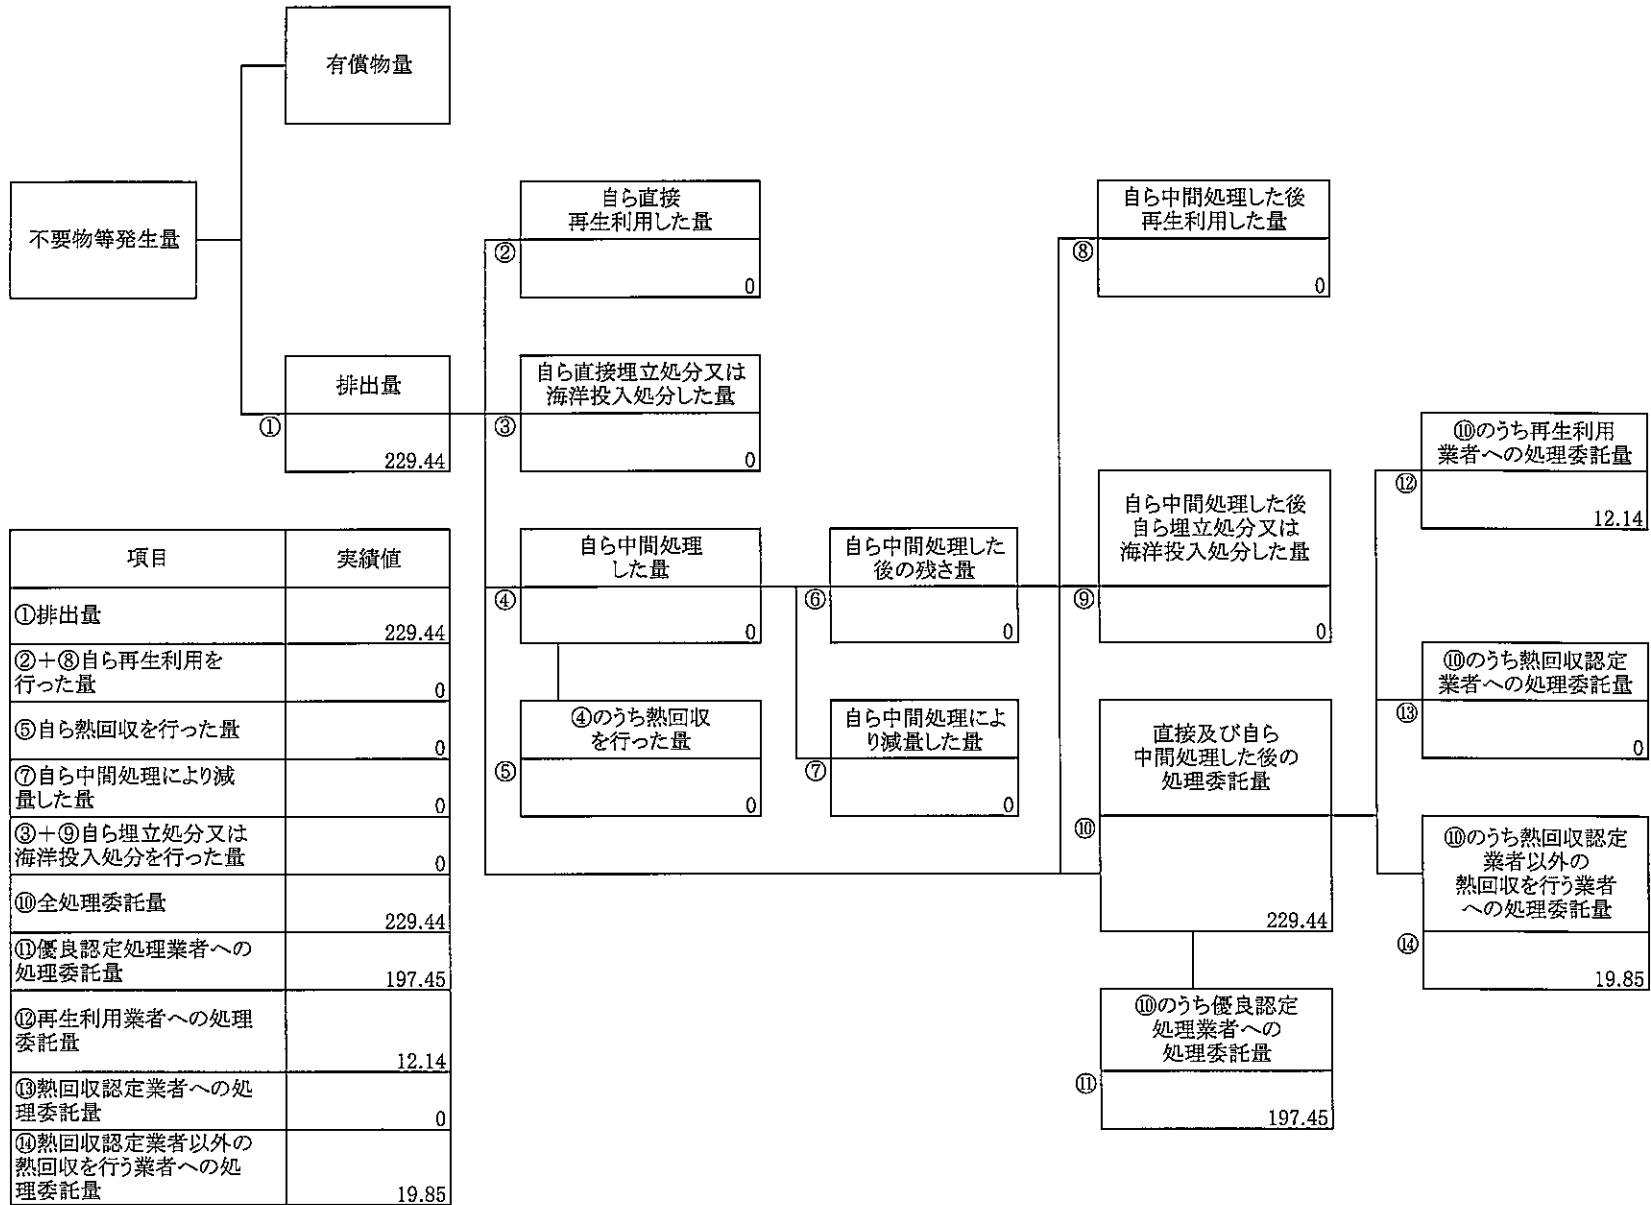 有償物量
不要物等発生量
自ら直接
再生利用した量
②
0
自ら中間処理した後
再生利用した量
⑧
0
排出量
①
229.44
自ら直接埋立処分又は
海洋投入処分した量
③
0
自ら中間処理
した量
④
0
自ら中間処理した
後の残さ量
⑥
0
自ら中間処理した後
自ら埋立処分又は
海洋投入処分した量
⑨
0
⑩のうち再生利用
業者への処理委託量
⑫
12.14
④のうち熱回収
を行った量
⑤
0
自ら中間処理によ
り減量した量
⑦
0
直接及び自ら
中間処理した後の
処理委託量
⑩
229.44
⑩のうち熱回収認定
業者への処理委託量
⑬
0
⑩のうち熱回収認定
業者以外の
熱回収を行う業者
への処理委託量
⑭
19.85
⑩のうち優良認定
処理業者への
処理委託量
⑪
197.45
項目 実績値
①排出量
229.44
②+⑧自ら再生利用を
行った量 0
⑤自ら熱回収を行った量
0
⑦自ら中間処理により減
量した量 0
③+⑨自ら埋立処分又は
海洋投入処分を行った量 0
⑩全処理委託量
229.44
⑪優良認定処理業者への
処理委託量 197.45
⑫再生利用業者への処理
委託量 12.14
⑬熱回収認定業者への処
理委託量 0
⑭熱回収認定業者以外の
熱回収を行う業者への処
理委託量 19.85